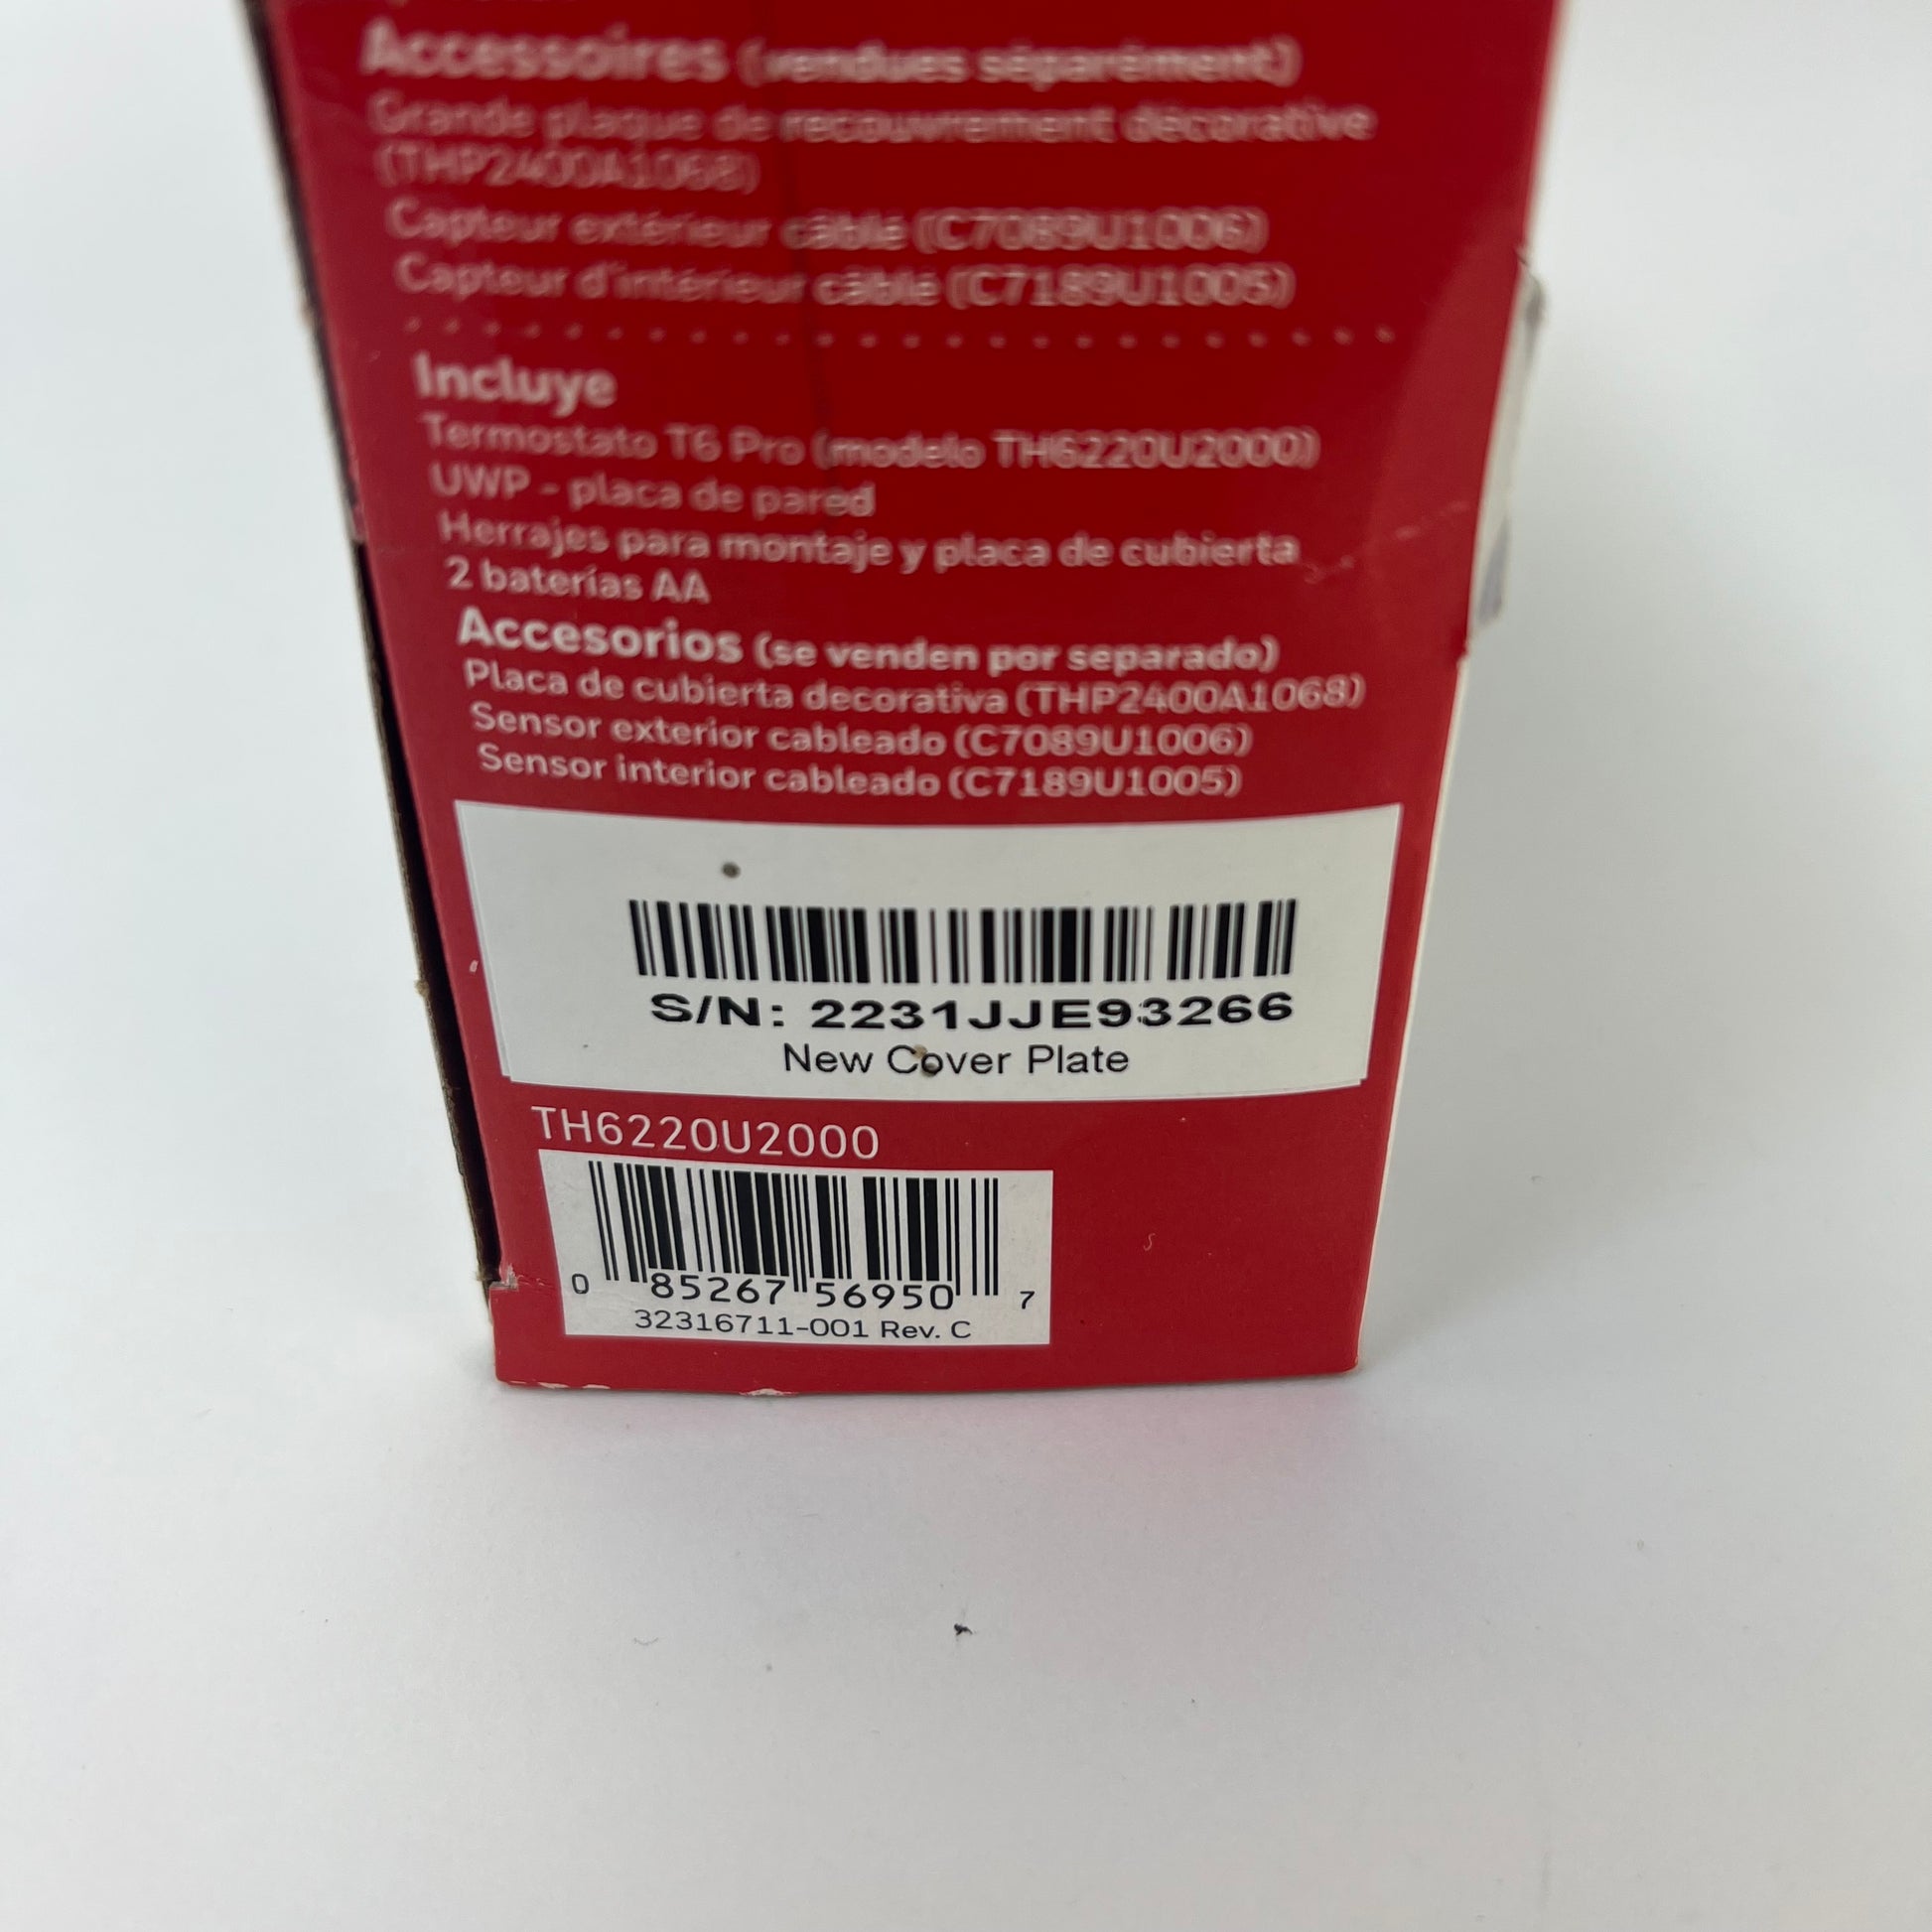 Accessoires (vendues séparément)
Grande plaque de recouvrement décorative
(THP2400A1068)
Capteur extérieur câblé (C7089U1006)
Capteur d'intérieur câblé (C7189U1005)
Incluye
Termostato T6 Pro (modelo TH6220U2000)
UWP - placa de pared
Herrajes para montaje y placa de cubierta
2 baterías AA
Accesorios (se venden por separado)
Placa de cubierta decorativa (THP2400A1068)
Sensor exterior cableado (C7089U1006)
Sensor interior cableado (C7189U1005)
S/N: 2231JJE93266
New Cover Plate
TH6220U2000
0 85267 56950 7
32316711-001 Rev. C